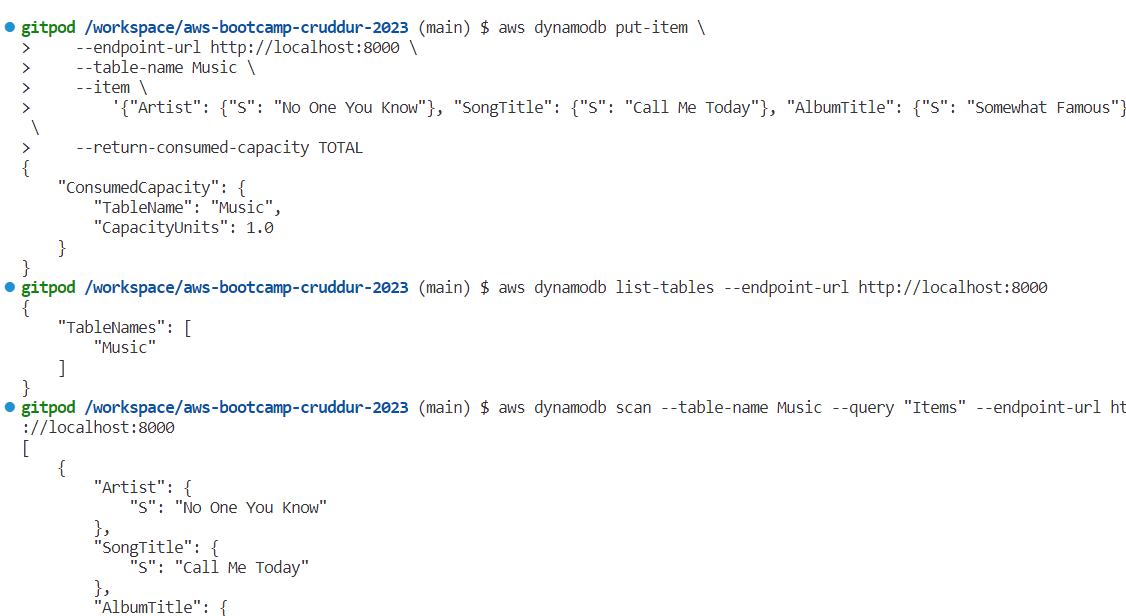 gitpod /workspace/aws-bootcamp-cruddur-2023 (main) $ aws dynamodb put-item \
>     --endpoint-url http://localhost:8000 \
>     --table-name Music \
>     --item \
>         '{"Artist": {"S": "No One You Know"}, "SongTitle": {"S": "Call Me Today"}, "AlbumTitle": {"S": "Somewhat Famous"}
 \
>     --return-consumed-capacity TOTAL
{
    "ConsumedCapacity": {
        "TableName": "Music",
        "CapacityUnits": 1.0
    }
}
gitpod /workspace/aws-bootcamp-cruddur-2023 (main) $ aws dynamodb list-tables --endpoint-url http://localhost:8000
{
    "TableNames": [
        "Music"
    ]
}
gitpod /workspace/aws-bootcamp-cruddur-2023 (main) $ aws dynamodb scan --table-name Music --query "Items" --endpoint-url ht
://localhost:8000
[
    {
        "Artist": {
            "S": "No One You Know"
        },
        "SongTitle": {
            "S": "Call Me Today"
        },
        "AlbumTitle": {